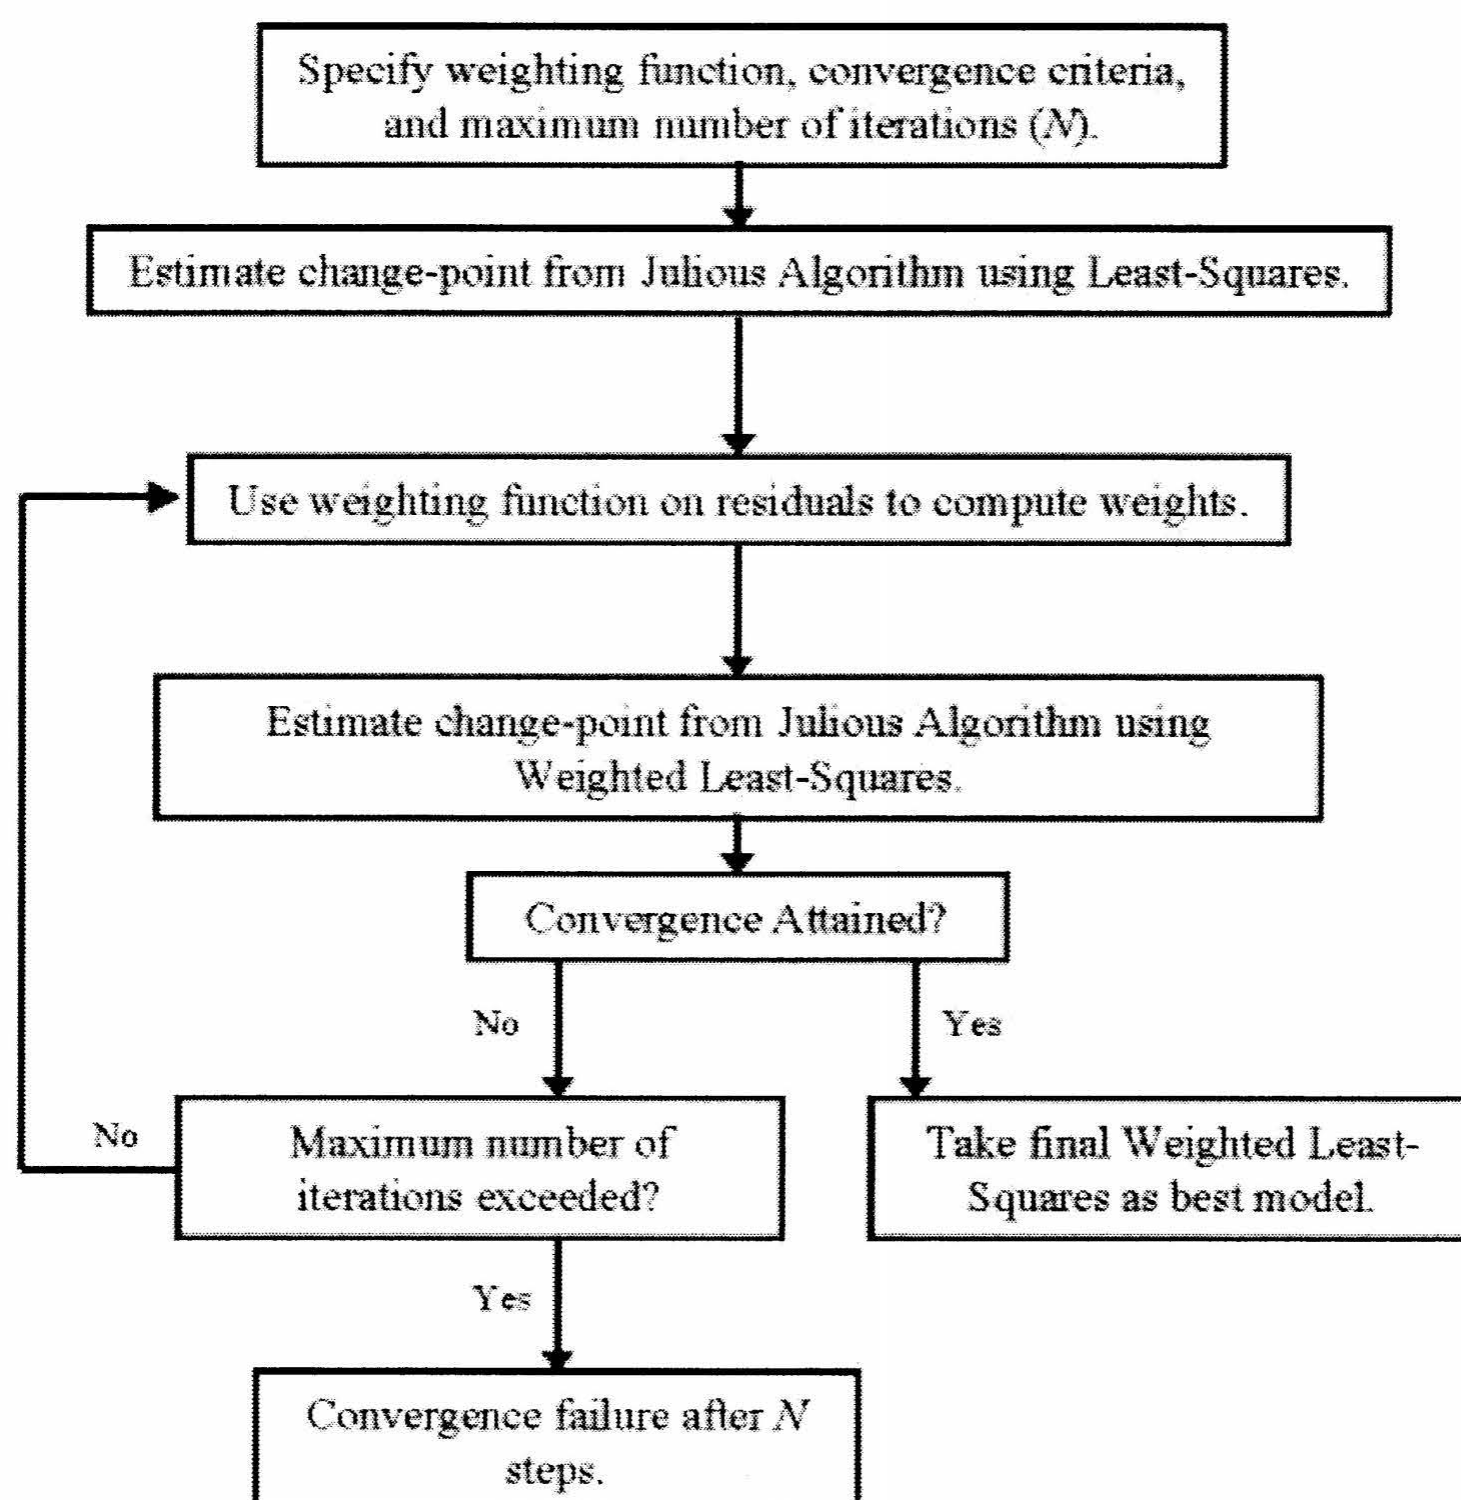 Specify weighting function, convergence criteria,
and maximum number of iterations (N).
Estimate change-point from Julious Algorithm using Least-Squares.
Use weighting function on residuals to compute weights.
Estimate change-point from Julious Algorithm using
Weighted Least-Squares.
Convergence Attained?
No
Yes
No
Maximum number of
iterations exceeded?
Take final Weighted Least-
Squares as best model.
Yes
Convergence failure after N
steps.